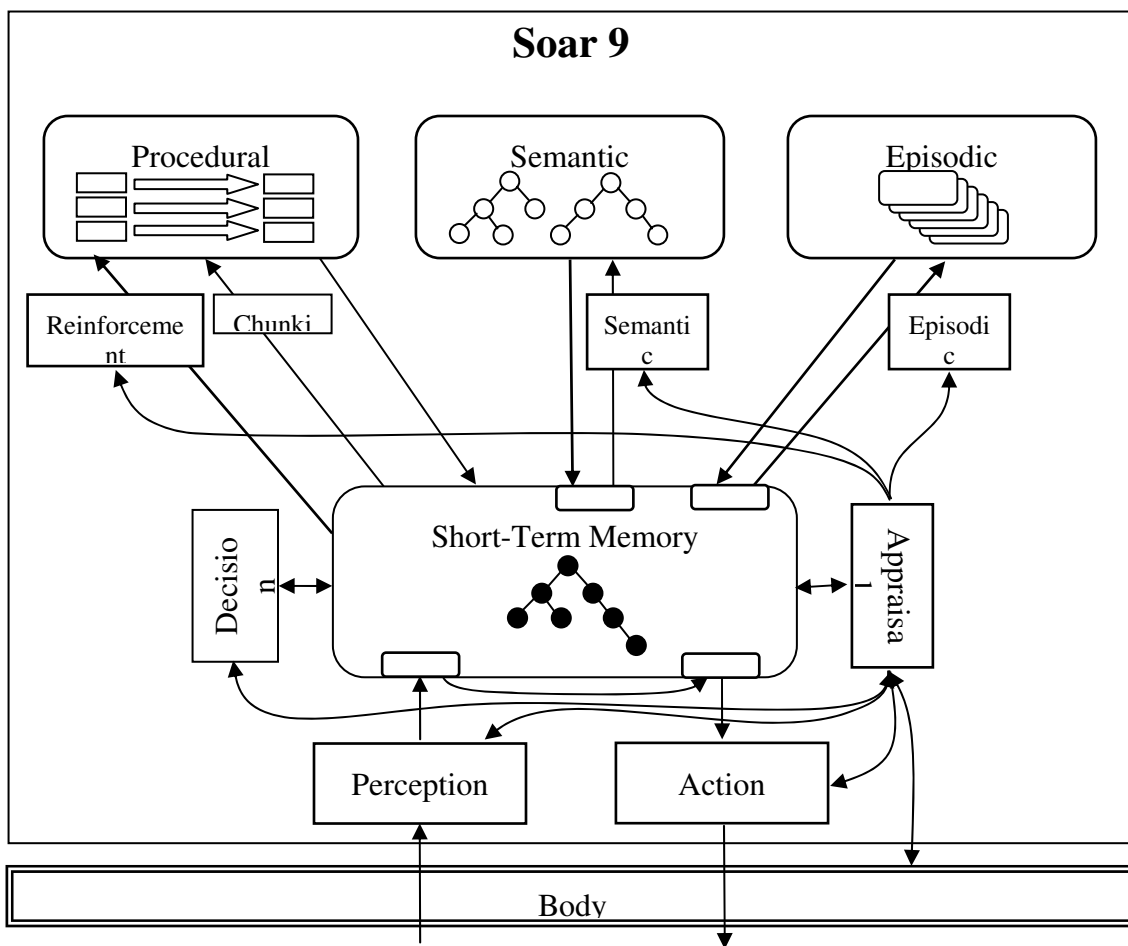 Soar 9
Procedural
Semantic
Episodic
Reinforceme
nt
Chunki
Semanti
c
Episodi
c
Short-Term Memory
Decisio
n
Appraisa
l
Perception
Action
Body